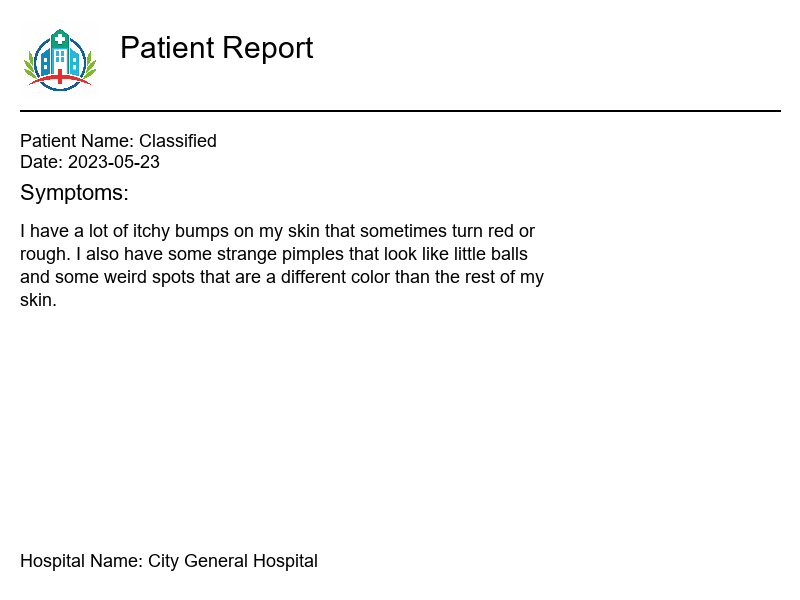 Patient Report
Patient Name: Classified
Date: 2023-05-23
Symptoms:
I have a lot of itchy bumps on my skin that sometimes turn red or
rough. I also have some strange pimples that look like little balls
and some weird spots that are a different color than the rest of my
skin.
Hospital Name: City General Hospital